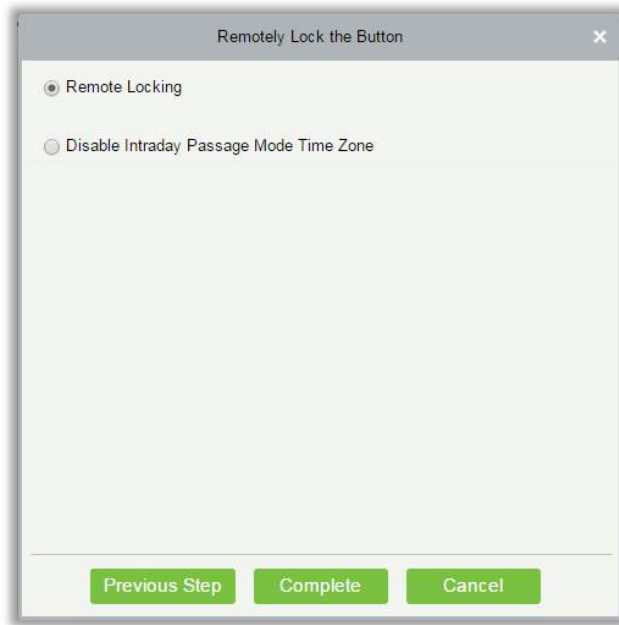 Remotely Lock the Button
Remote Locking
Disable Intraday Passage Mode Time Zone
Previous Step Complete Cancel